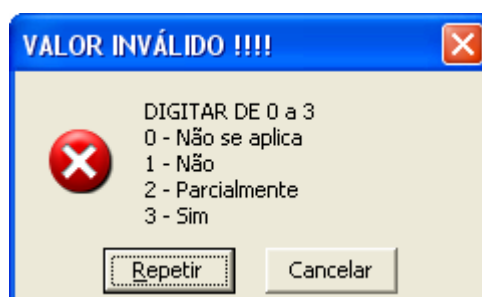 VALOR INVÁLIDO !!!!
DIGITAR DE 0 a 3
0 - Não se aplica
1 - Não
2 - Parcialmente
3 - Sim
Repetir
Cancelar